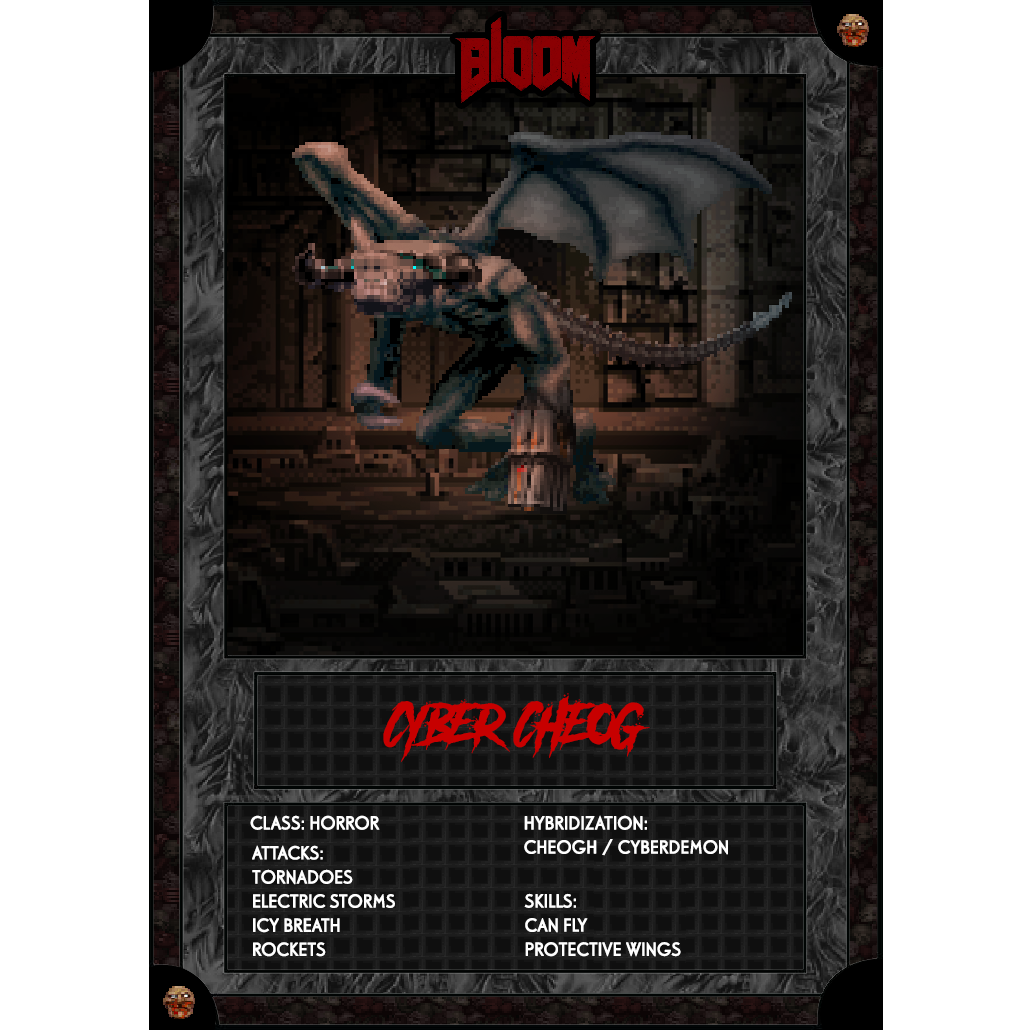 BLOOM
CYBER CHEOG
CLASS: HORROR
ATTACKS:
TORNADOES
ELECTRIC STORMS
ICY BREATH
ROCKETS
HYBRIDIZATION:
CHEOGH / CYBERDEMON
SKILLS:
CAN FLY
PROTECTIVE WINGS